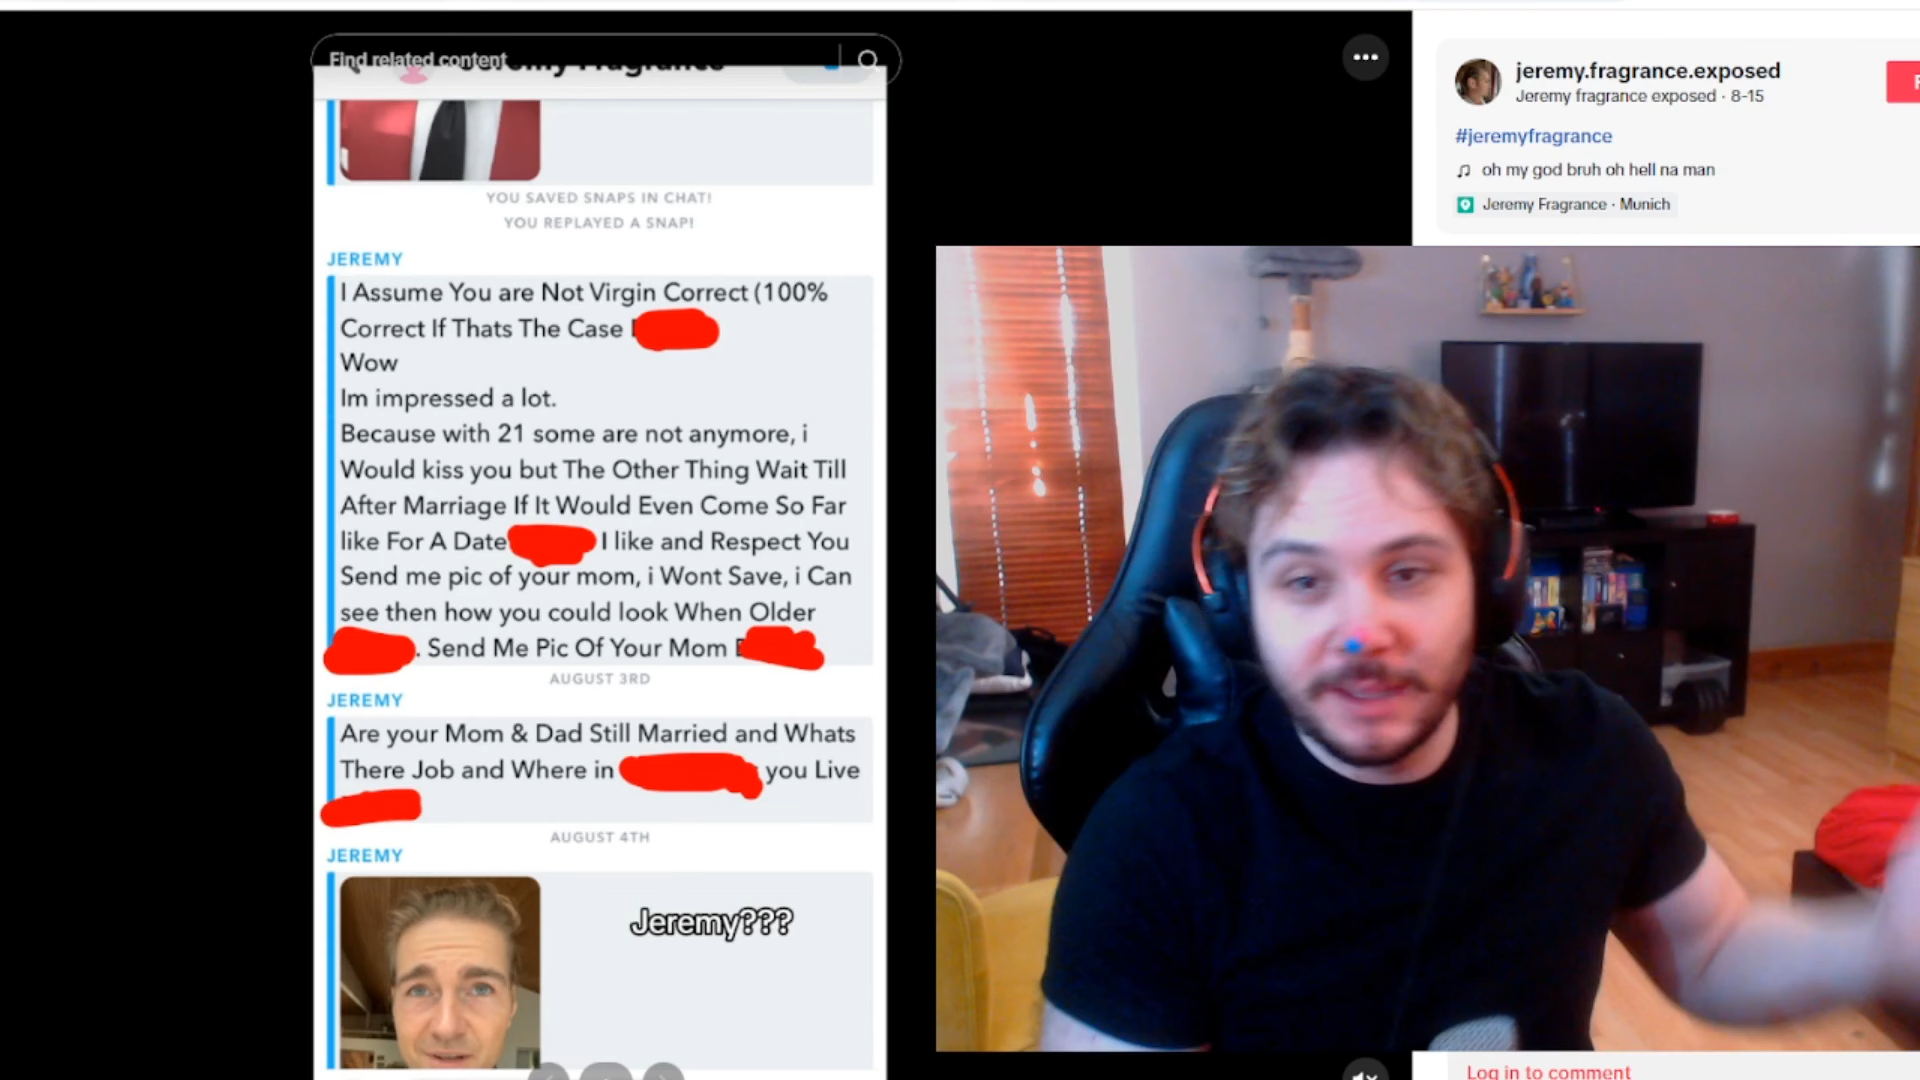 Find related content
Jeremy Fragrance
YOU SAVED SNAPS IN CHAT!
YOU REPLAYED A SNAP!
JEREMY
I Assume You are Not Virgin Correct (100%
Correct If Thats The Case
Wow
Im impressed a lot.
Because with 21 some are not anymore, i
Would kiss you but The Other Thing Wait Till
After Marriage If It Would Even Come So Far
like For A Date I like and Respect You
Send me pic of your mom, i Wont Save, i Can
see then how you could look When Older
. Send Me Pic Of Your Mom
AUGUST 3RD
JEREMY
Are your Mom & Dad Still Married and Whats
There Job and Where in you Live
AUGUST 4TH
JEREMY
Jeremy???
jeremy.fragrance.exposed
Jeremy fragrance exposed · 8-15
#jeremyfragrance
oh my god bruh oh hell na man
Jeremy Fragrance · Munich
Log in to comment